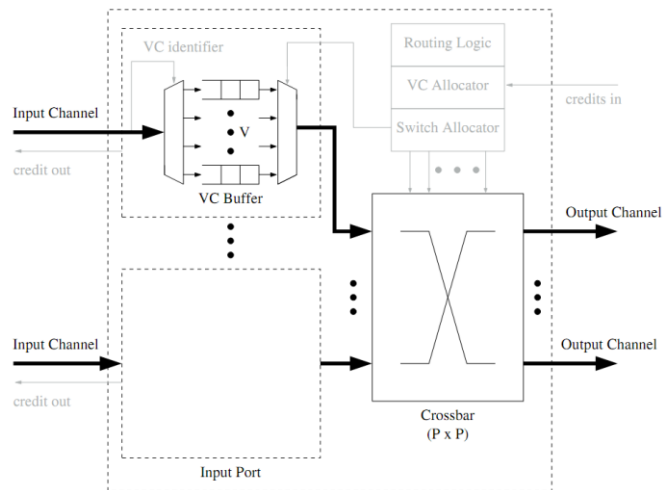 VC identifier
Routing Logic
VC Allocator
Switch Allocator
credits in
Input Channel
credit out
V
VC Buffer
Output Channel
Input Channel
credit out
Output Channel
Crossbar
(P x P)
Input Port